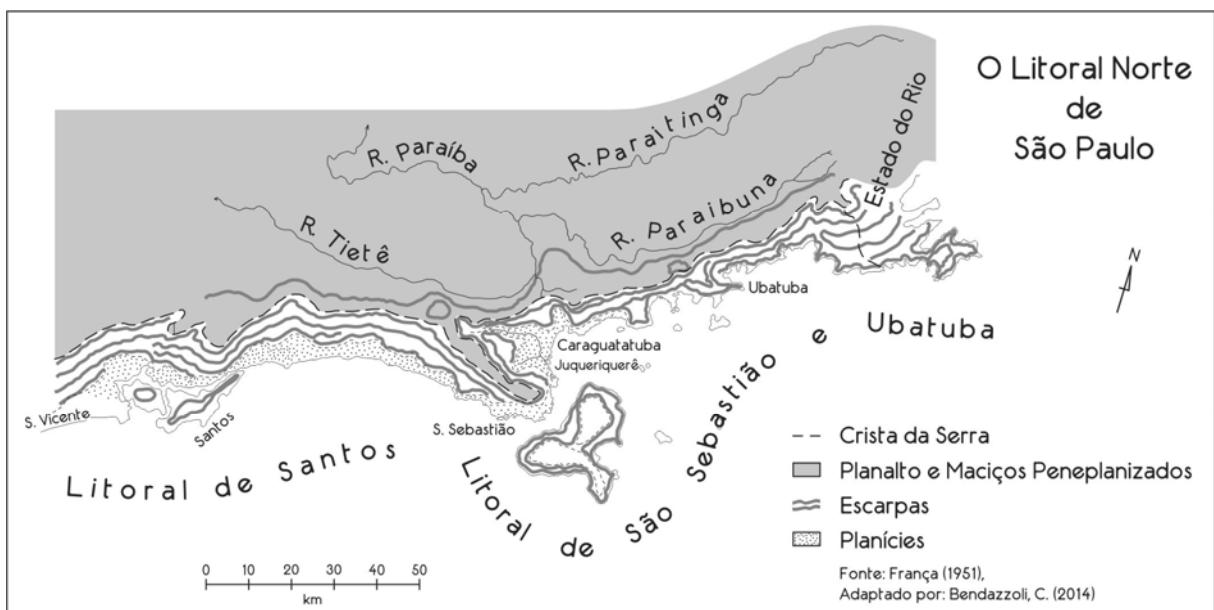 O Litoral Norte
de
São Paulo
R. Paraíba
R. Paraitinga
Estado do Rio
R. Tietê
R. Paraibuna
N
Ubatuba
Caraguatatuba
Juqueriquerê
S. Vicente
Santos
S. Sebastião
Litoral de Santos
Litoral de São Sebastião e Ubatuba
Crista da Serra
Planalto e Maciços Peneplanizados
Escarpas
Planícies
0 10 20 30 40 50
km
Fonte: França (1951),
Adaptado por: Bendazzoli, C. (2014)